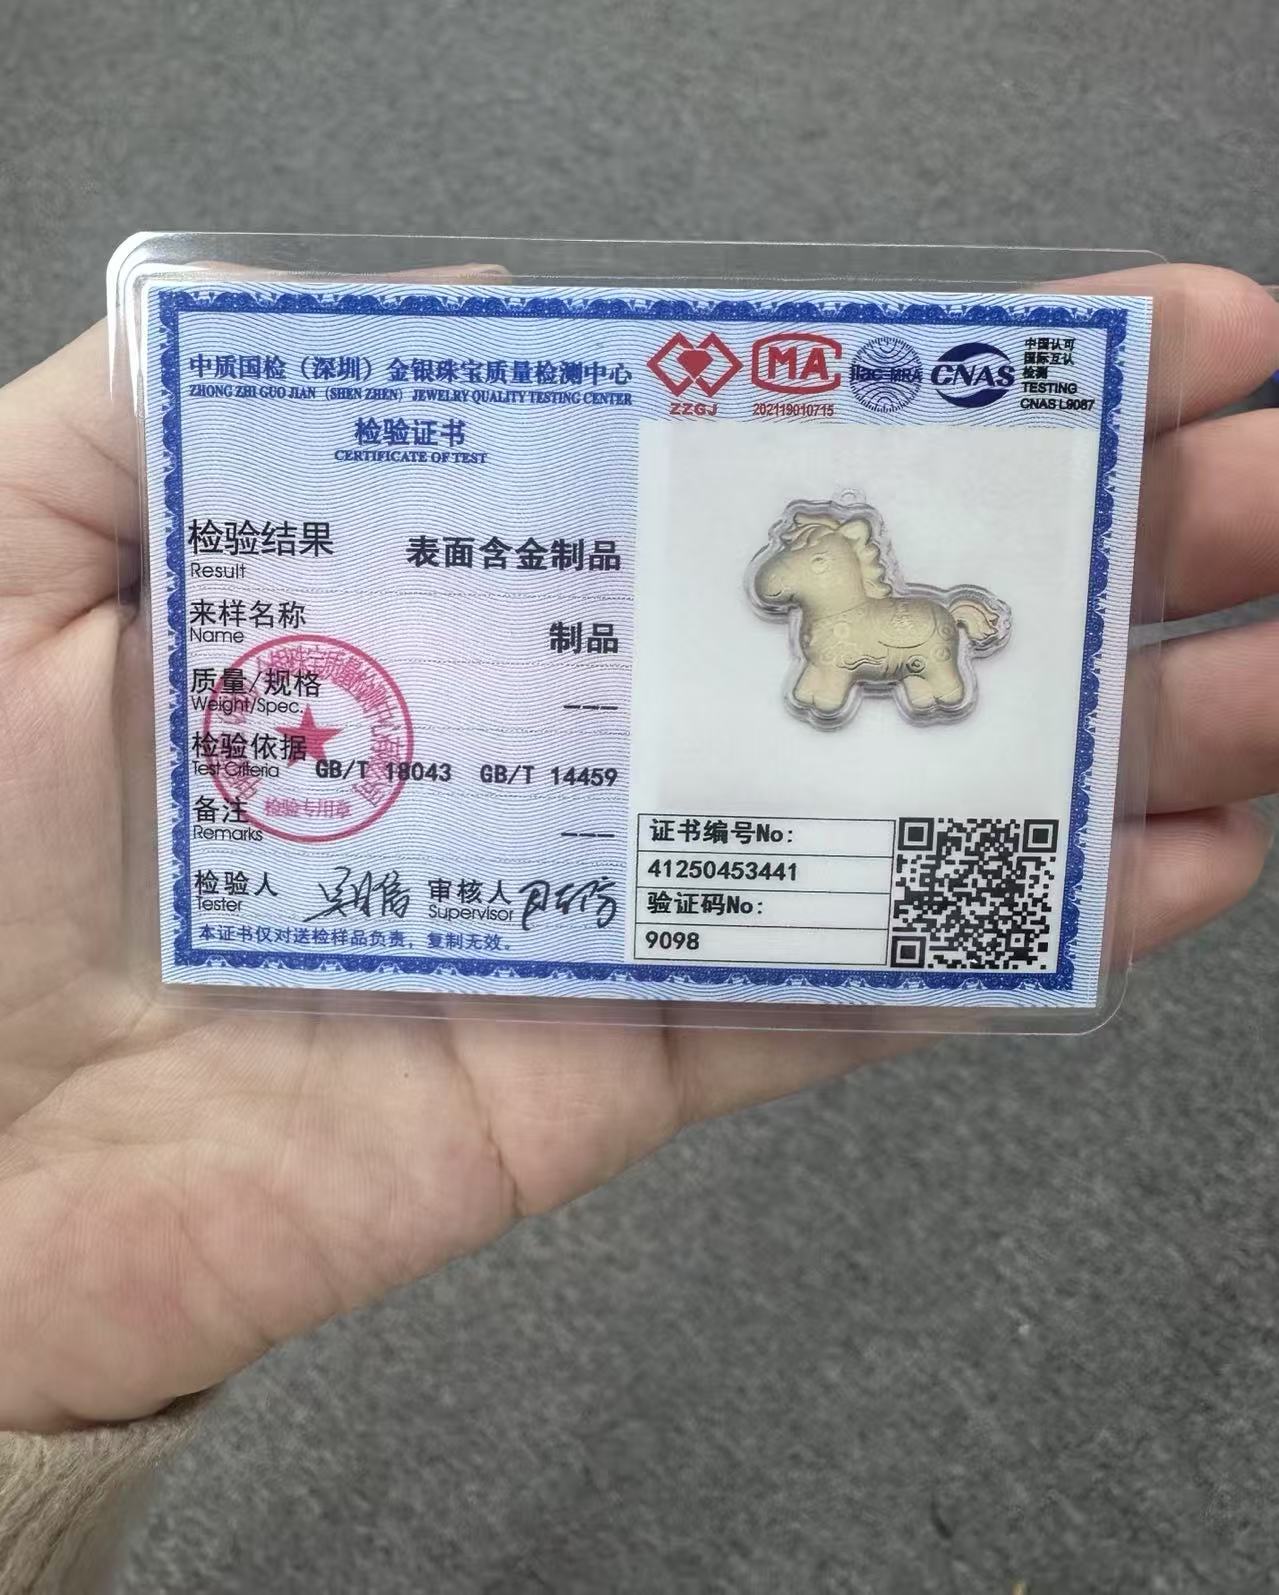 中质国检（深圳）金银珠宝质量检测中心
ZHONG ZHI GUO JIAN （SHEN ZHEN） JEWELRY QUALITY TESTING CENTER
检验证书
CERTIFICATE OF TEST
ZZGJ
MA
202119010715
ilac-MRA
CNAS
中国认可
国际互认
检测
TESTING
CNAS L9087
检验结果 表面含金制品
Result
来样名称 制品
Name
质量/规格 ---
Weight/Spec.
检验依据 GB/T 18043 GB/T 14459
Test Criteria
备注 ---
Remarks
检验专用章
检验人 审核人
Tester Supervisor
本证书仅对送检样品负责，复制无效。
证书编号No:
41250453441
验证码No:
9098